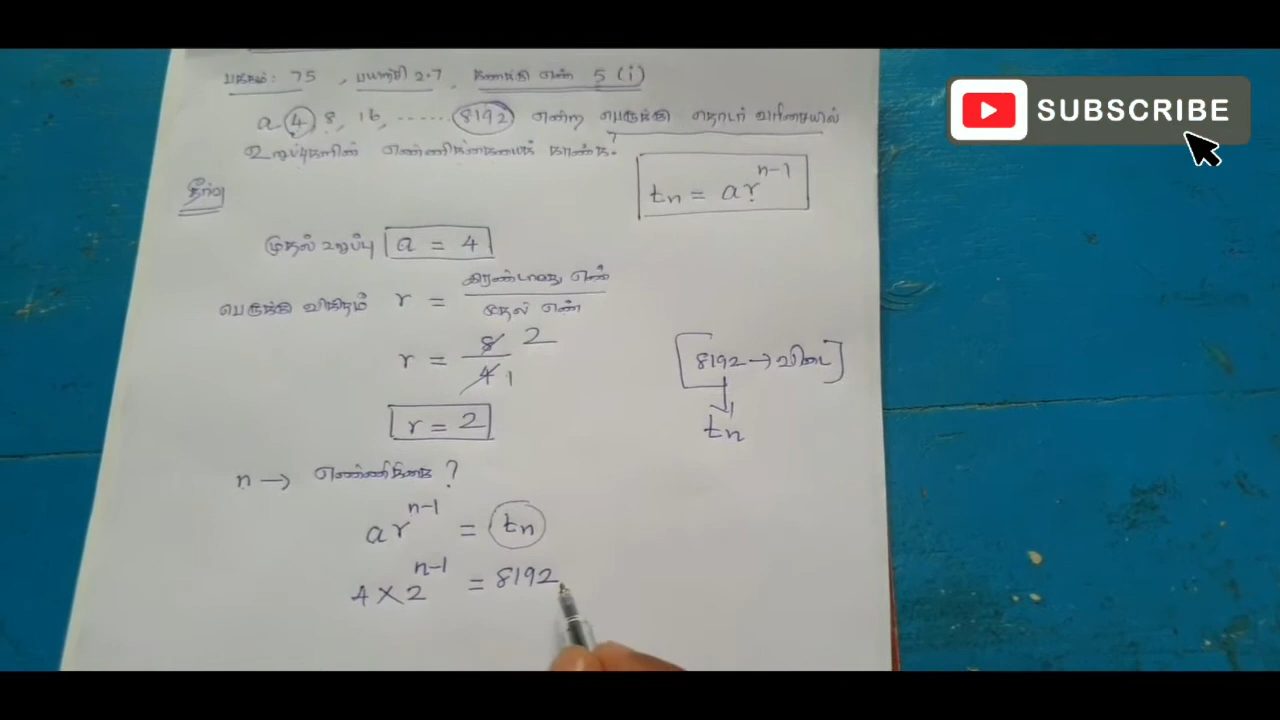 பக்கம்: 75, பயிற்சி 2.7, கணக்கு எண் 5 (i)
a 4, 8, 16, ...... 8192 என்ற பெருக்கு தொடர் வரிசையில்
உறுப்புகளின் எண்ணிக்கையைக் காண்க?
tn = ar^n-1
தீர்வு
முதல் உறுப்பு a = 4
பெருக்கு விகிதம் r = இரண்டாவது எண் / முதல் எண்
r = 8 / 4 2 1
r = 2
8192 → விடை
tn
n → எண்ணிக்கை?
ar^n-1 = tn
4 × 2^n-1 = 8192
SUBSCRIBE